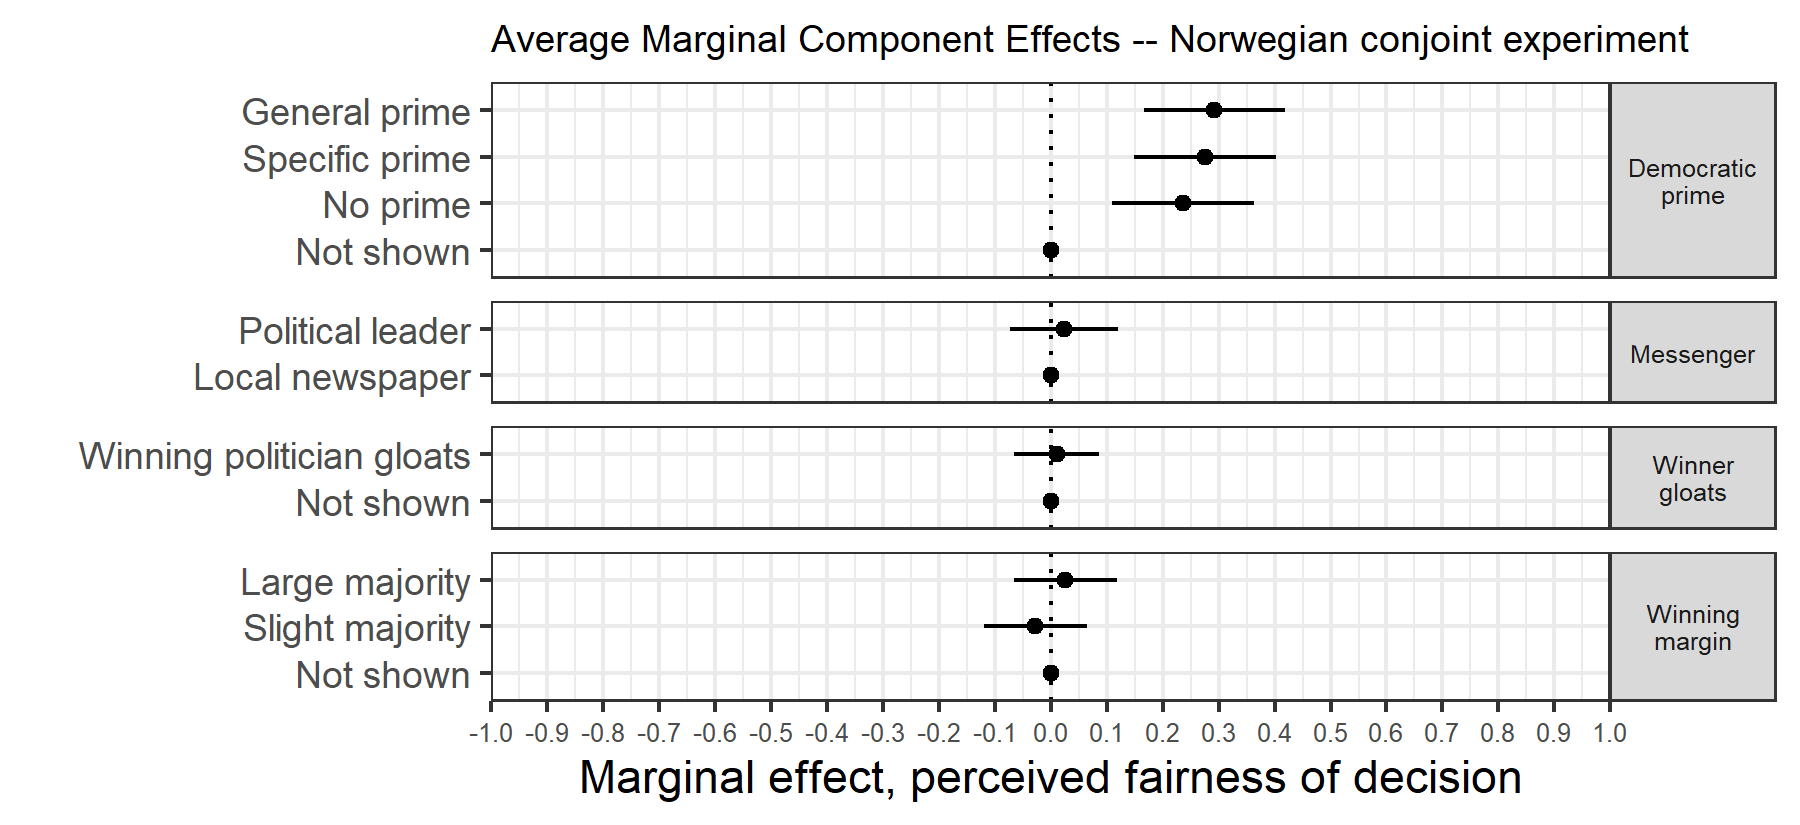 Average Marginal Component Effects -- Norwegian conjoint experiment
General prime
Specific prime
No prime
Not shown
Democratic
prime
Political leader
Local newspaper
Messenger
Winning politician gloats
Not shown
Winner
gloats
Large majority
Slight majority
Not shown
Winning
margin
-1.0 -0.9 -0.8 -0.7 -0.6 -0.5 -0.4 -0.3 -0.2 -0.1 0.0 0.1 0.2 0.3 0.4 0.5 0.6 0.7 0.8 0.9 1.0
Marginal effect, perceived fairness of decision